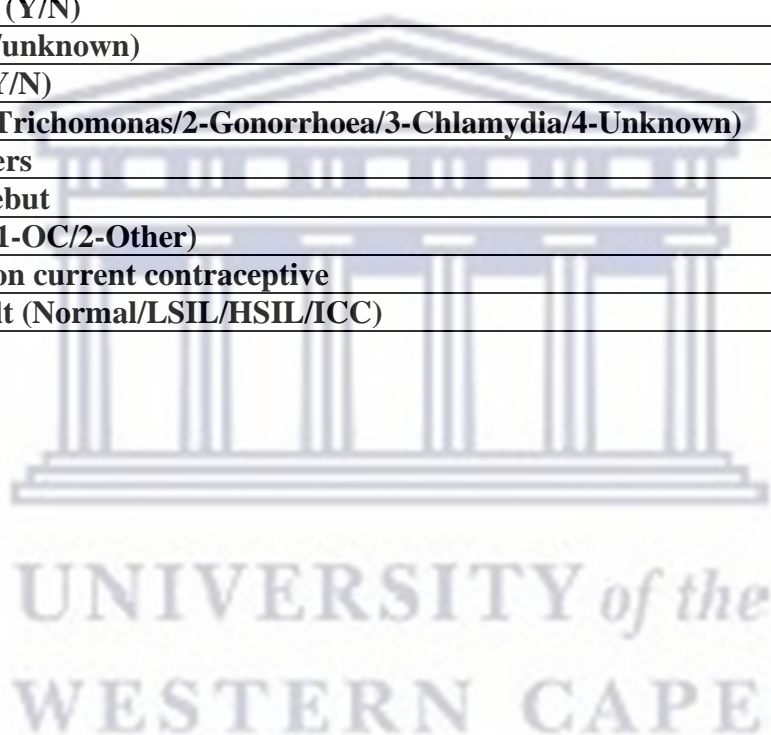 (Y/N)
/unknown)
Y/N)
Trichomonas/2-Gonorrhoea/3-Chlamydia/4-Unknown)
ers
ebut
1-OC/2-Other)
on current contraceptive
lt (Normal/LSIL/HSIL/ICC)
UNIVERSITY of the
WESTERN CAPE